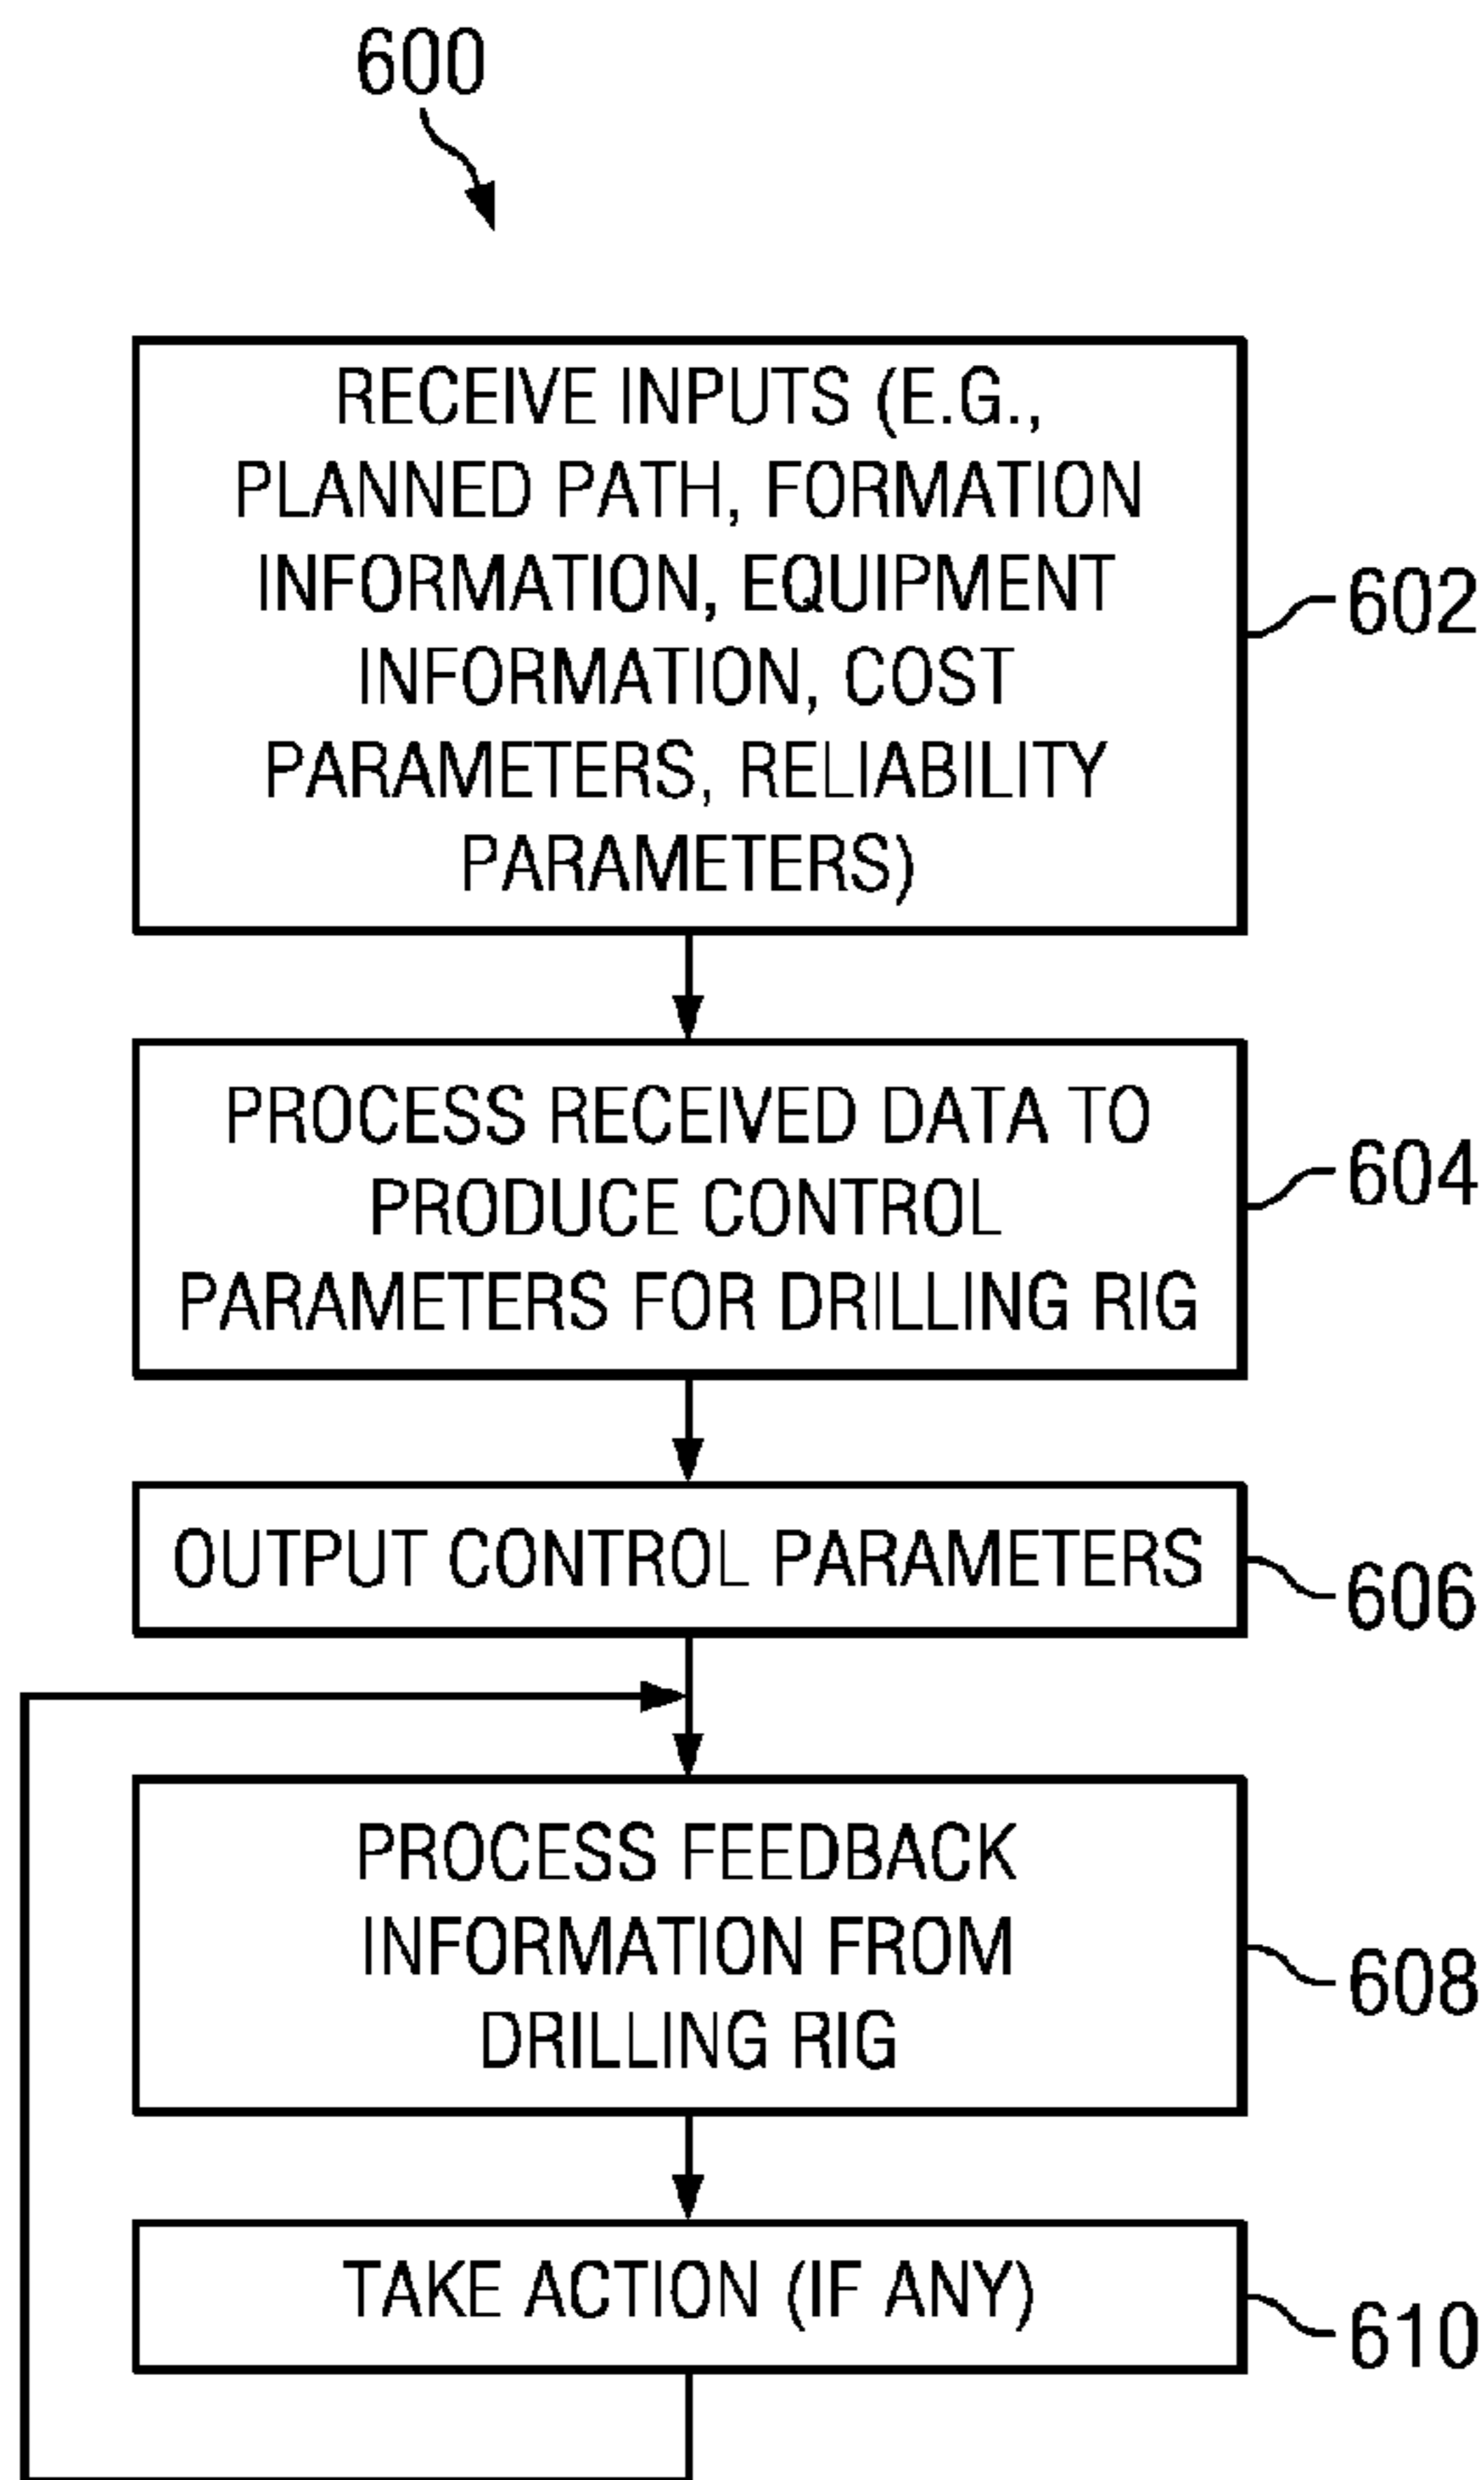 600
RECEIVE INPUTS (E.G.,
PLANNED PATH, FORMATION
INFORMATION, EQUIPMENT
INFORMATION, COST
PARAMETERS, RELIABILITY
PARAMETERS)
602
PROCESS RECEIVED DATA TO
PRODUCE CONTROL
PARAMETERS FOR DRILLING RIG
604
OUTPUT CONTROL PARAMETERS
606
PROCESS FEEDBACK
INFORMATION FROM
DRILLING RIG
608
TAKE ACTION (IF ANY)
610